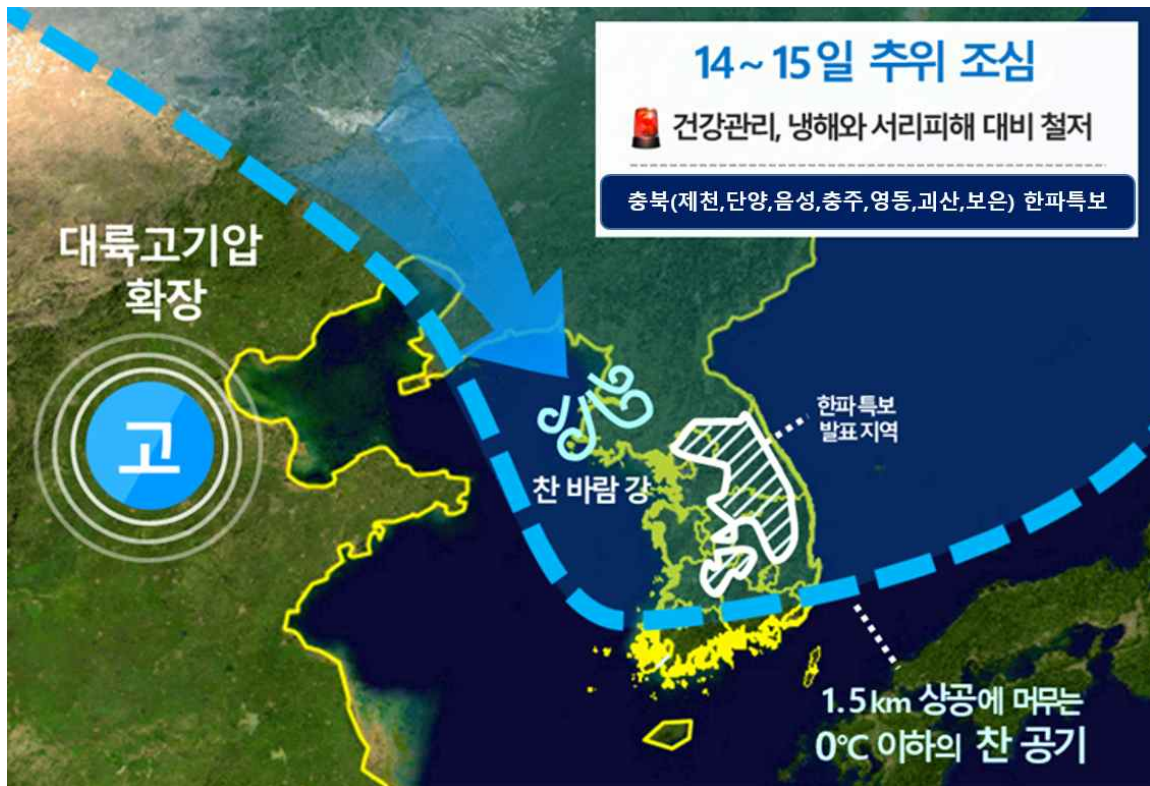 14~15일 추위 조심
건강관리, 냉해와 서리피해 대비 철저
충북(제천,단양,음성,충주,영동,괴산,보은) 한파특보
대륙고기압
확장
고
한파 특보
발표 지역
찬 바람 강
1.5km 상공에 머무는
0℃ 이하의 찬 공기